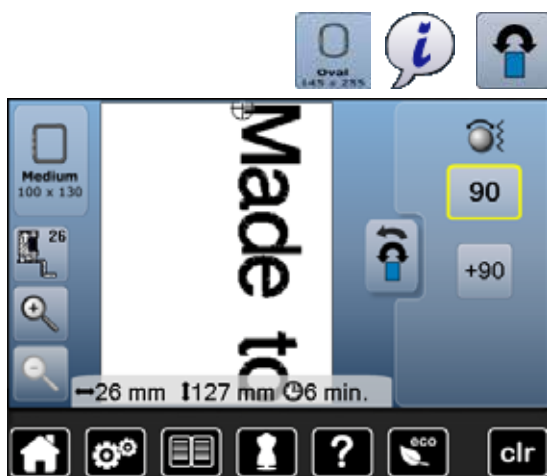 i
Oval
145 x 255
Medium
100 x 130
26
90
+90
Made to
26 mm 127 mm 6 min.
?
eco
clr